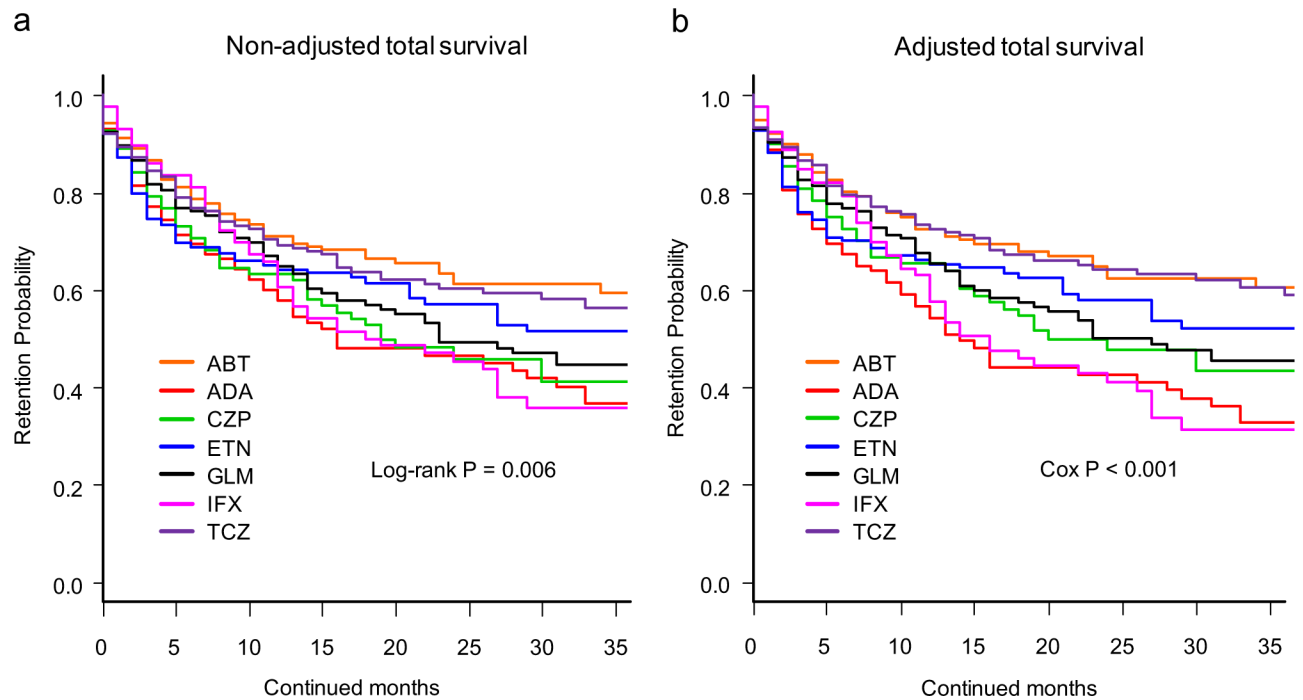 a
Non-adjusted total survival
Retention Probability
1.0
0.8
0.6
0.4
0.2
0.0
ABT
ADA
CZP
ETN
GLM
IFX
TCZ
Log-rank P = 0.006
0 5 10 15 20 25 30 35
Continued months
b
Adjusted total survival
Retention Probability
1.0
0.8
0.6
0.4
0.2
0.0
ABT
ADA
CZP
ETN
GLM
IFX
TCZ
Cox P < 0.001
0 5 10 15 20 25 30 35
Continued months